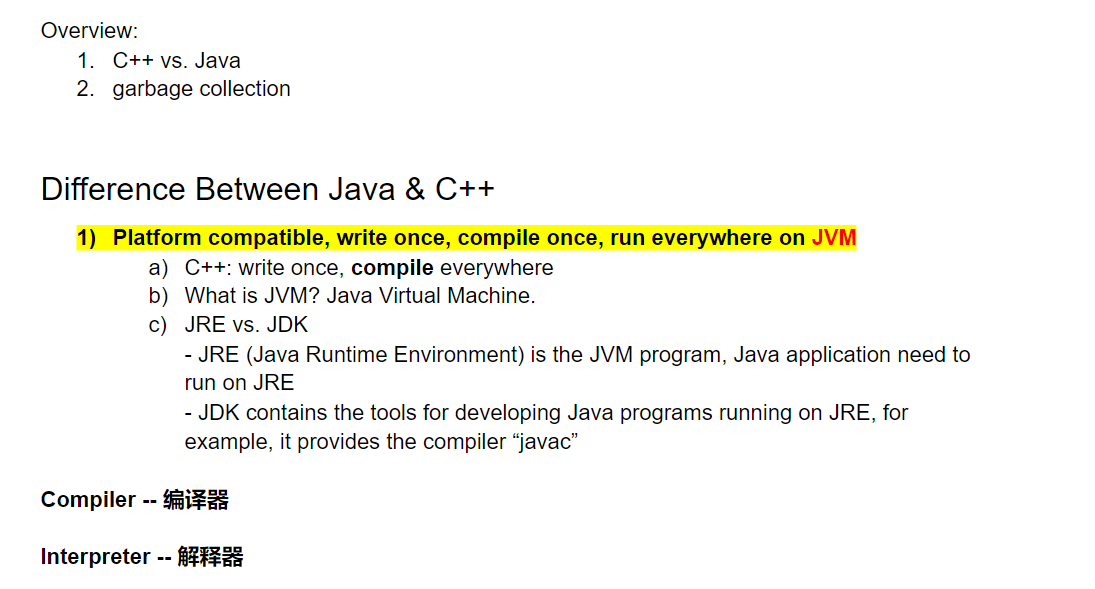 Overview:
1. C++ vs. Java
2. garbage collection
Difference Between Java & C++
1) Platform compatible, write once, compile once, run everywhere on JVM
a) C++: write once, compile everywhere
b) What is JVM? Java Virtual Machine.
c) JRE vs. JDK
- JRE (Java Runtime Environment) is the JVM program, Java application need to
run on JRE
- JDK contains the tools for developing Java programs running on JRE, for
example, it provides the compiler “javac”
Compiler -- 编译器
Interpreter -- 解释器